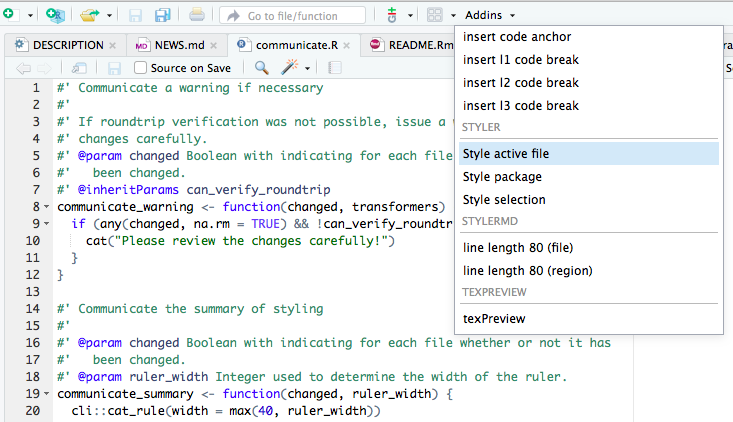 Go to file/function
Addins
DESCRIPTION
MD NEWS.md
communicate.R
README.Rm
Source on Save
insert code anchor
insert l1 code break
insert l2 code break
insert l3 code break
STYLER
Style active file
Style package
Style selection
STYLERMD
line length 80 (file)
line length 80 (region)
TEXPREVIEW
texPreview
1 #' Communicate a warning if necessary
2 #'
3 #' If roundtrip verification was not possible, issue a
4 #' changes carefully.
5 #' @param changed Boolean with indicating for each file
6 #'   been changed.
7 #' @inheritParams can_verify_roundtrip
8 communicate_warning <- function(changed, transformers)
9   if (any(changed, na.rm = TRUE) && !can_verify_roundtr
10     cat("Please review the changes carefully!")
11   }
12 }
13
14 #' Communicate the summary of styling
15 #'
16 #' @param changed Boolean with indicating for each file whether or not it has
17 #'   been changed.
18 #' @param ruler_width Integer used to determine the width of the ruler.
19 communicate_summary <- function(changed, ruler_width) {
20   cli::cat_rule(width = max(40, ruler_width))